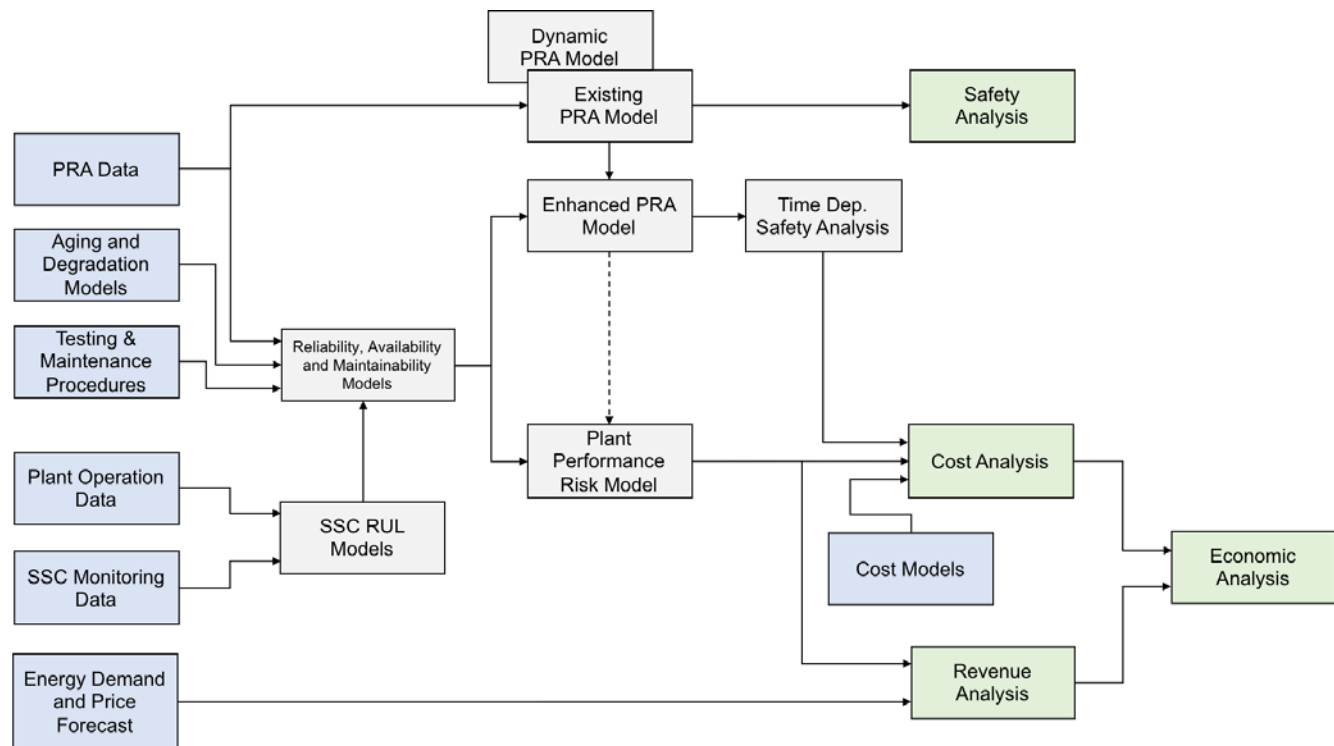 Dynamic
PRA Model
Existing
PRA Model
Safety
Analysis
PRA Data
Enhanced PRA
Model
Time Dep.
Safety Analysis
Aging and
Degradation
Models
Testing &
Maintenance
Procedures
Reliability, Availability
and Maintainability
Models
Plant Operation
Data
SSC Monitoring
Data
SSC RUL
Models
Plant
Performance
Risk Model
Cost Analysis
Cost Models
Economic
Analysis
Energy Demand
and Price
Forecast
Revenue
Analysis